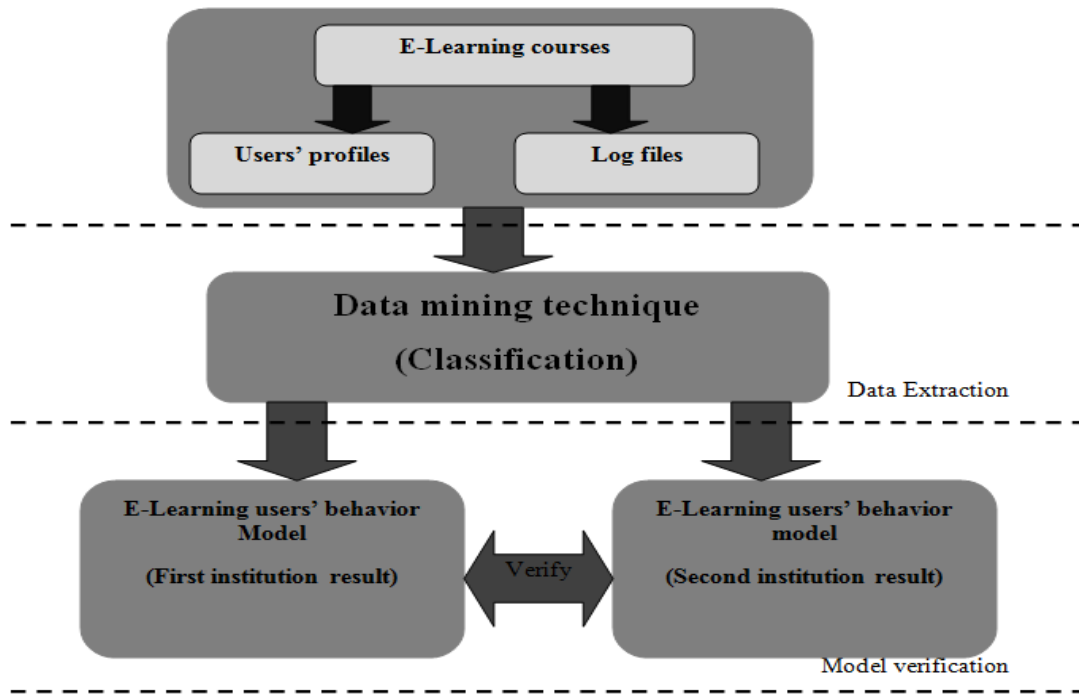 E-Learning courses
Users’ profiles
Log files
Data mining technique
(Classification)
Data Extraction
E-Learning users’ behavior
Model
(First institution result)
Verify
E-Learning users’ behavior
model
(Second institution result)
Model verification